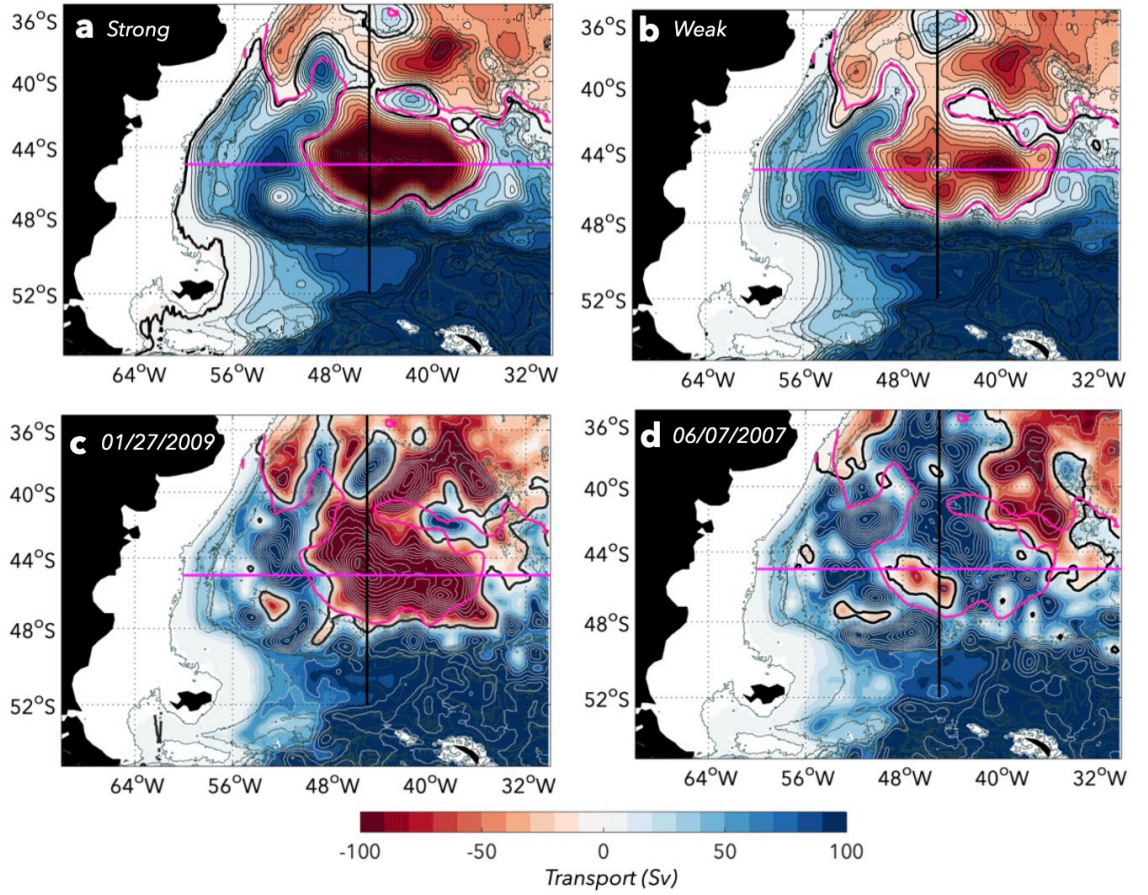 a Strong
b Weak
36°S
40°S
44°S
48°S
52°S
64°W 56°W 48°W 40°W 32°W
36°S
40°S
44°S
48°S
52°S
64°W 56°W 48°W 40°W 32°W
c 01/27/2009
d 06/07/2007
36°S
40°S
44°S
48°S
52°S
64°W 56°W 48°W 40°W 32°W
36°S
40°S
44°S
48°S
52°S
64°W 56°W 48°W 40°W 32°W
-100 -50 0 50 100
Transport (Sv)